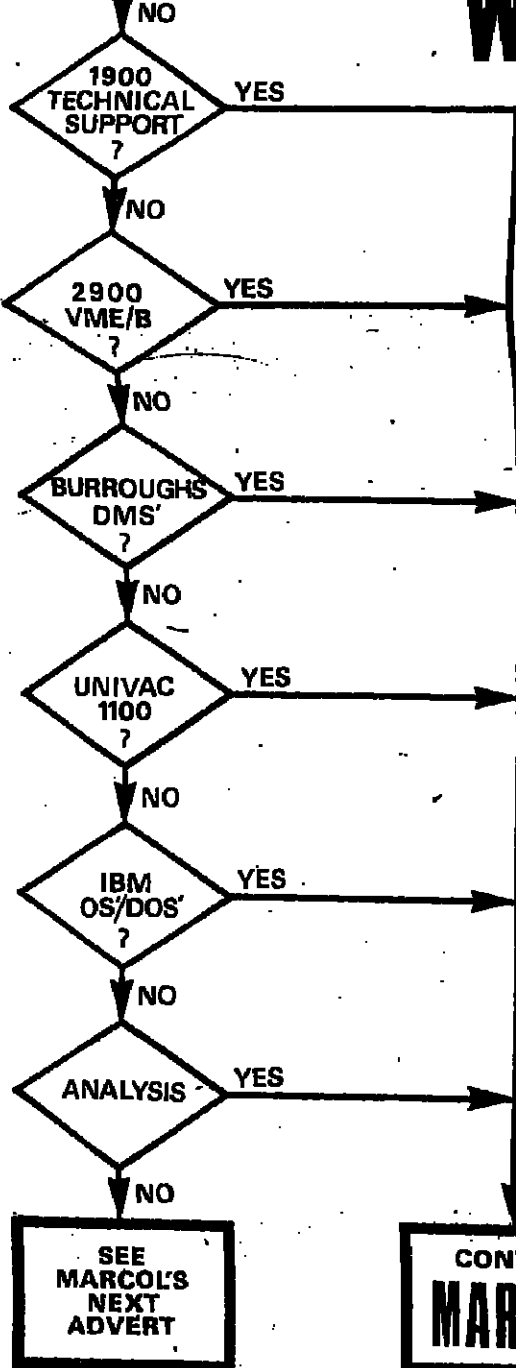 NO
1900
TECHNICAL
SUPPORT
?
YES
NO
2900
VME/B
?
YES
NO
BURROUGHS
DMS'
?
YES
NO
UNIVAC
1100
?
YES
NO
IBM
OS'/DOS'
?
YES
NO
ANALYSIS
YES
NO
SEE
MARCOL'S
NEXT
ADVERT